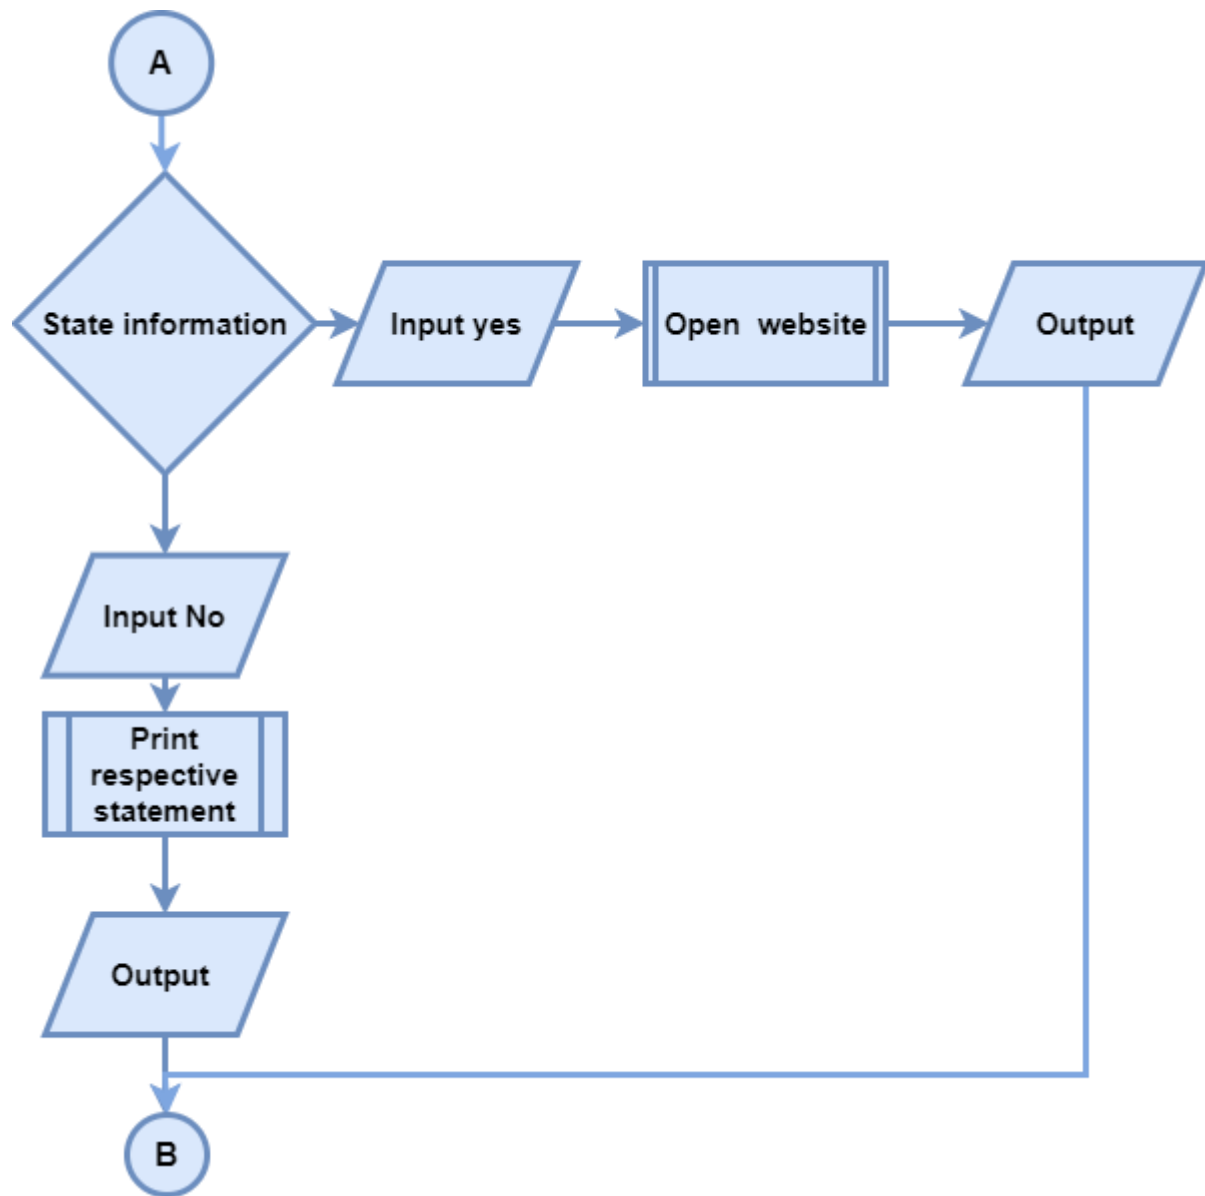 A
State information
Input yes
Open  website
Output
Input No
Print
respective
statement
Output
B